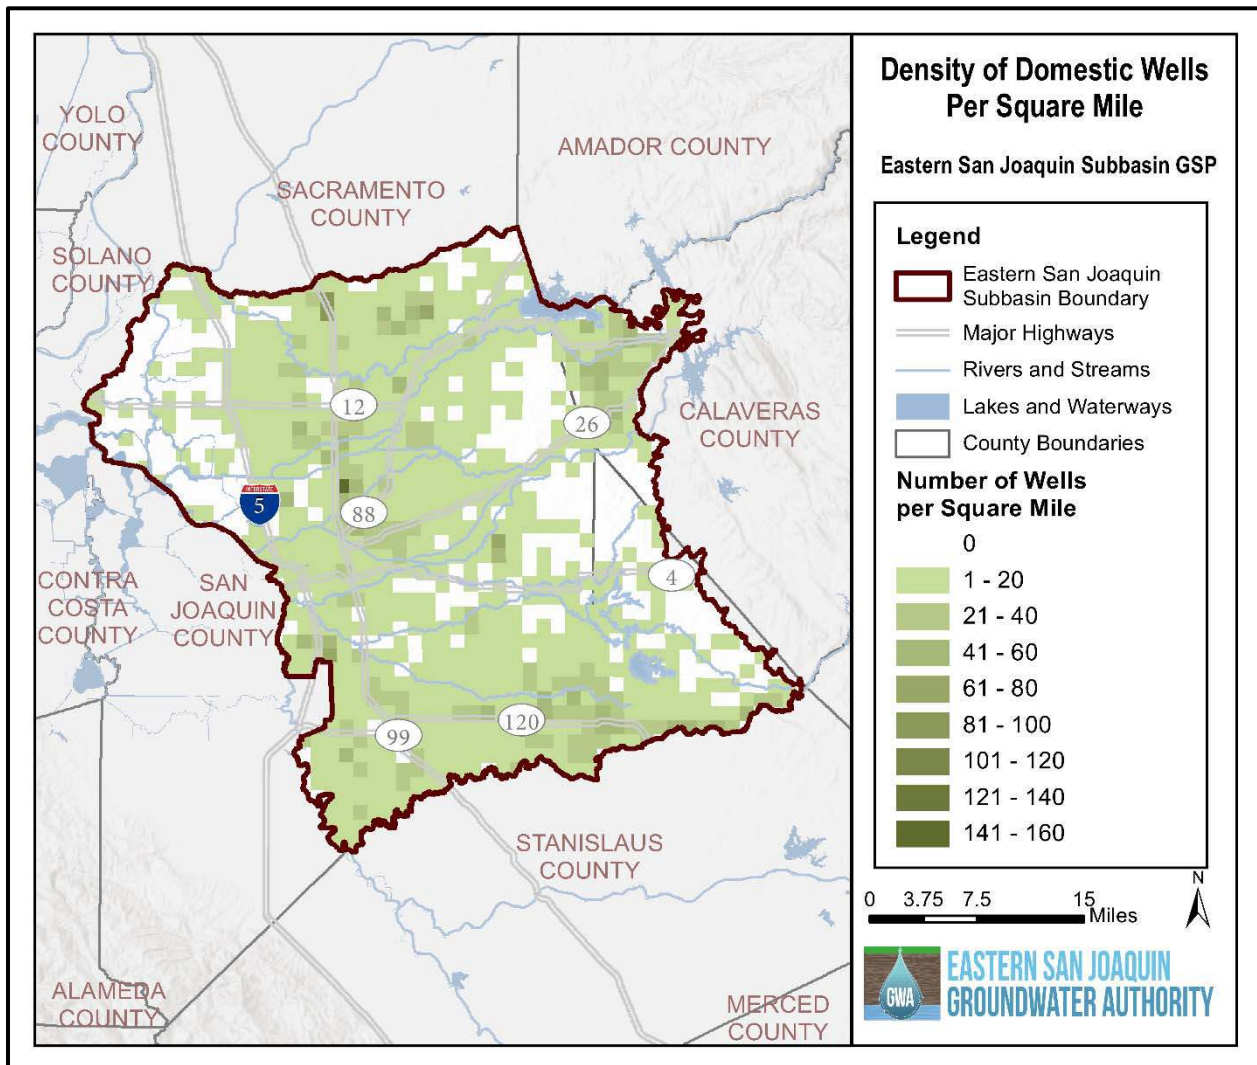 YOLO
COUNTY
AMADOR COUNTY
SACRAMENTO
COUNTY
SOLANO
COUNTY
12
26
CALAVERAS
COUNTY
INTERSTATE
5
88
4
CONTRA
COSTA
COUNTY
SAN
JOAQUIN
COUNTY
120
99
STANISLAUS
COUNTY
ALAMEDA
COUNTY
MERCED
COUNTY
Density of Domestic Wells
Per Square Mile
Eastern San Joaquin Subbasin GSP
Legend
Eastern San Joaquin
Subbasin Boundary
Major Highways
Rivers and Streams
Lakes and Waterways
County Boundaries
Number of Wells
per Square Mile
0
1 - 20
21 - 40
41 - 60
61 - 80
81 - 100
101 - 120
121 - 140
141 - 160
0 3.75 7.5 15
Miles
N
GWA
EASTERN SAN JOAQUIN
GROUNDWATER AUTHORITY